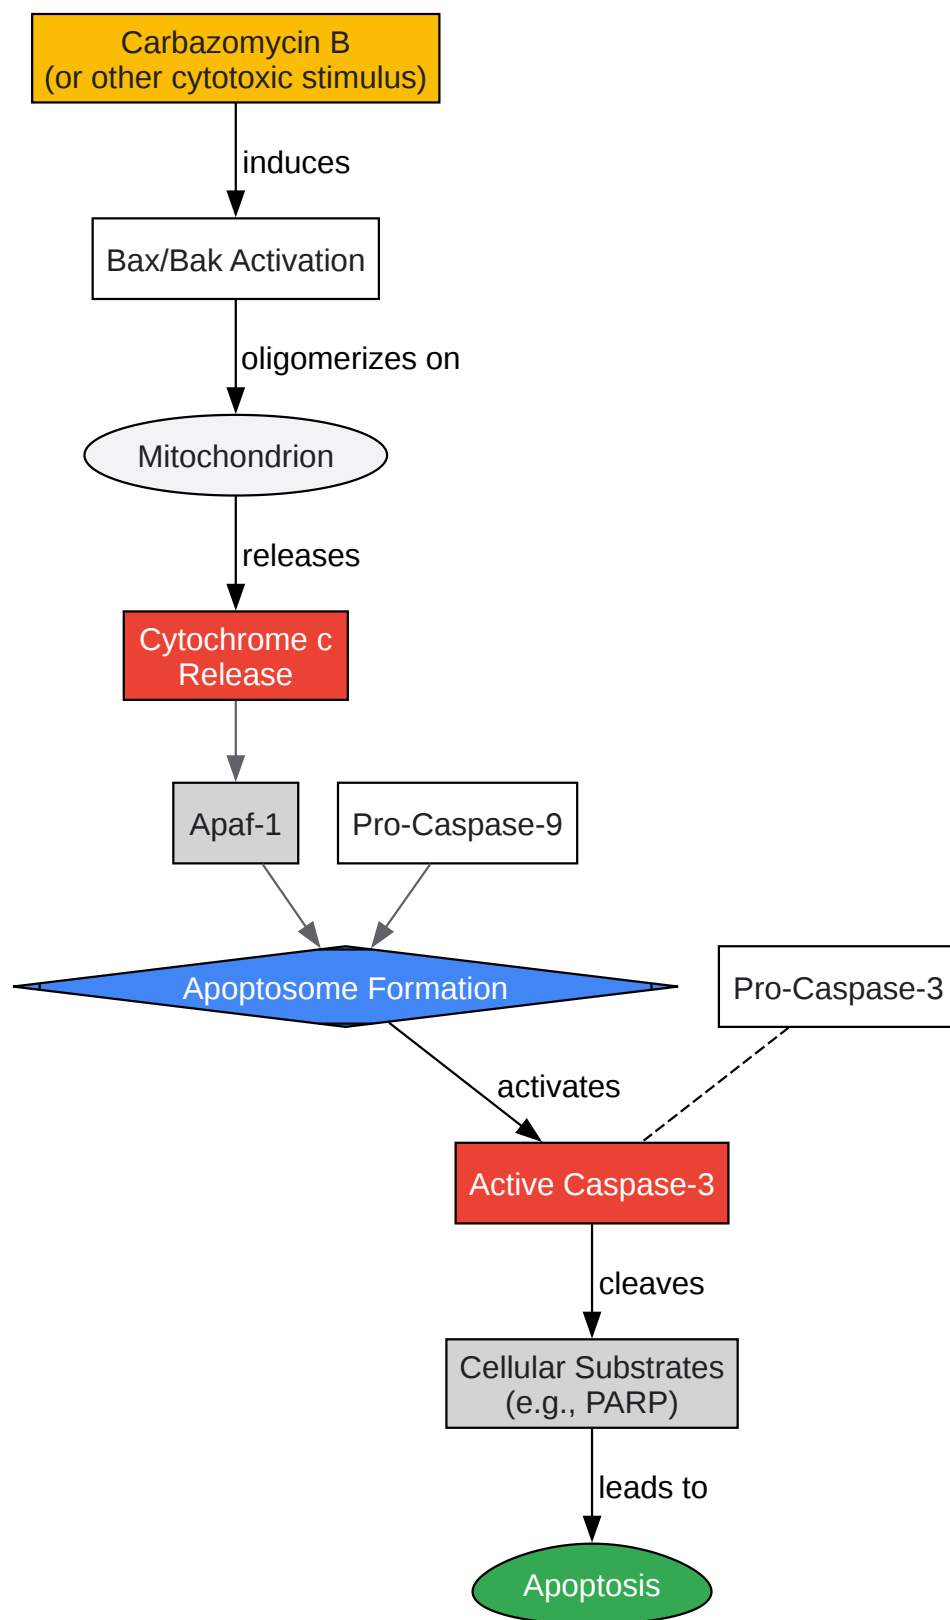 Carbazomycin B
(or other cytotoxic stimulus)
induces
Bax/Bak Activation
oligomerizes on
Mitochondrion
releases
Cytochrome c
Release
Apaf-1
Pro-Caspase-9
Apoptosome Formation
Pro-Caspase-3
activates
Active Caspase-3
cleaves
Cellular Substrates
(e.g., PARP)
leads to
Apoptosis